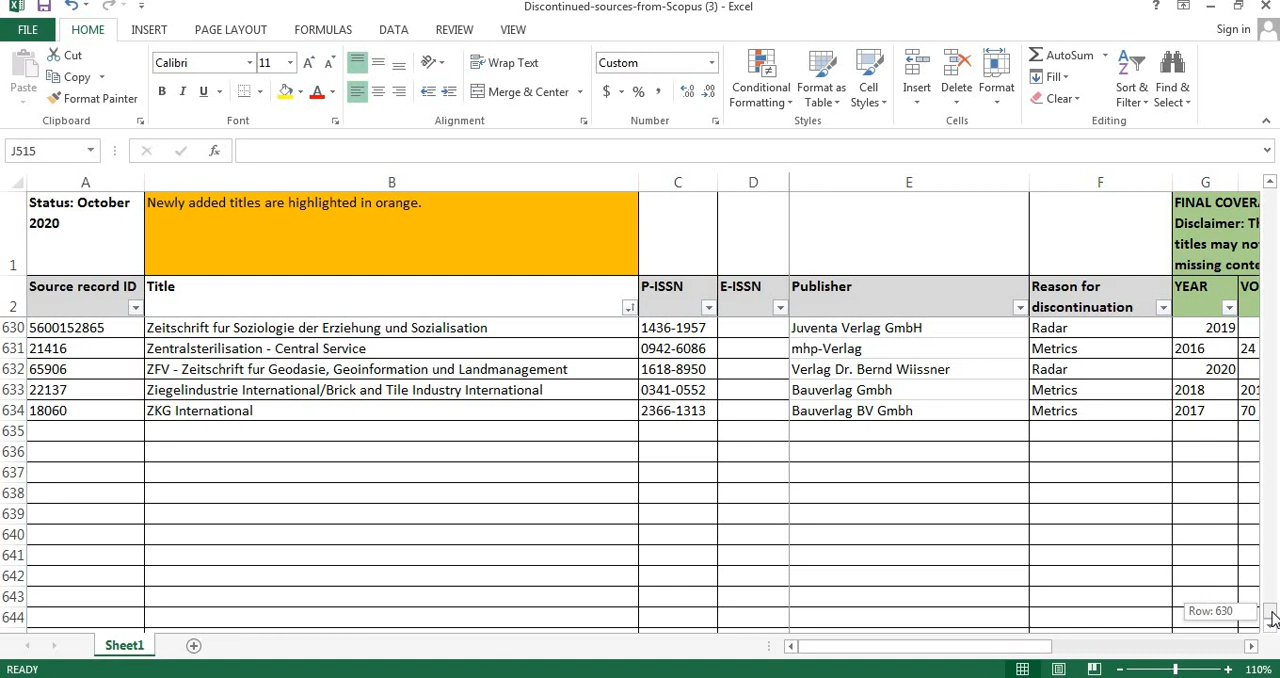 Discontinued-sources-from-Scopus (3) - Excel
?
FILE HOME INSERT PAGE LAYOUT FORMULAS DATA REVIEW VIEW Sign in
Paste Cut Copy Format Painter
Calibri 11
B I U A
Wrap Text
Merge & Center
Custom
$ % ,
Conditional Formatting
Format as Table
Cell Styles
Insert Delete Format
AutoSum
Fill
Clear
Sort & Filter
Find & Select
Clipboard Font Alignment Number Styles Cells Editing
J515 fx
A B C D E F G
Status: October 2020
Newly added titles are highlighted in orange.
FINAL COVERA
Disclaimer: Th
titles may no
missing conte
1
Source record ID Title P-ISSN E-ISSN Publisher Reason for discontinuation YEAR VO
2
630 5600152865 Zeitschrift fur Soziologie der Erziehung und Sozialisation 1436-1957 Juventa Verlag GmbH Radar 2019
631 21416 Zentralsterilisation - Central Service 0942-6086 mhp-Verlag Metrics 2016 24
632 65906 ZFV - Zeitschrift fur Geodasie, Geoinformation und Landmanagement 1618-8950 Verlag Dr. Bernd Wiissner Radar 2020
633 22137 Ziegelindustrie International/Brick and Tile Industry International 0341-0552 Bauverlag Gmbh Metrics 2018 201
634 18060 ZKG International 2366-1313 Bauverlag BV Gmbh Metrics 2017 70
635
636
637
638
639
640
641
642
643
644
Row: 630
Sheet1
READY 110%